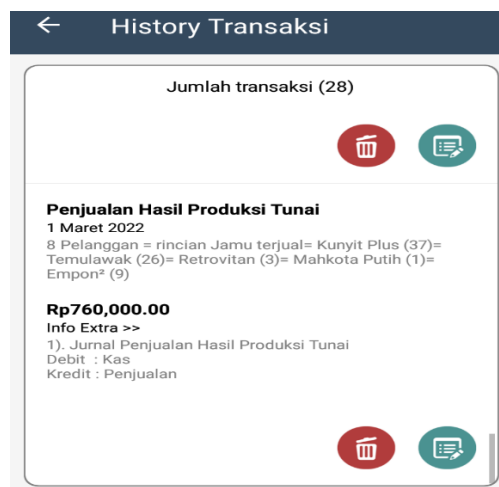 History Transaksi
Jumlah transaksi (28)
Penjualan Hasil Produksi Tunai
1 Maret 2022
8 Pelanggan = rincian Jamu terjual= Kunyit Plus (37)=
Temulawak (26)= Retrovitan (3)= Mahkota Putih (1)=
Empon² (9)
Rp760,000.00
Info Extra >>
1). Jurnal Penjualan Hasil Produksi Tunai
Debit : Kas
Kredit : Penjualan